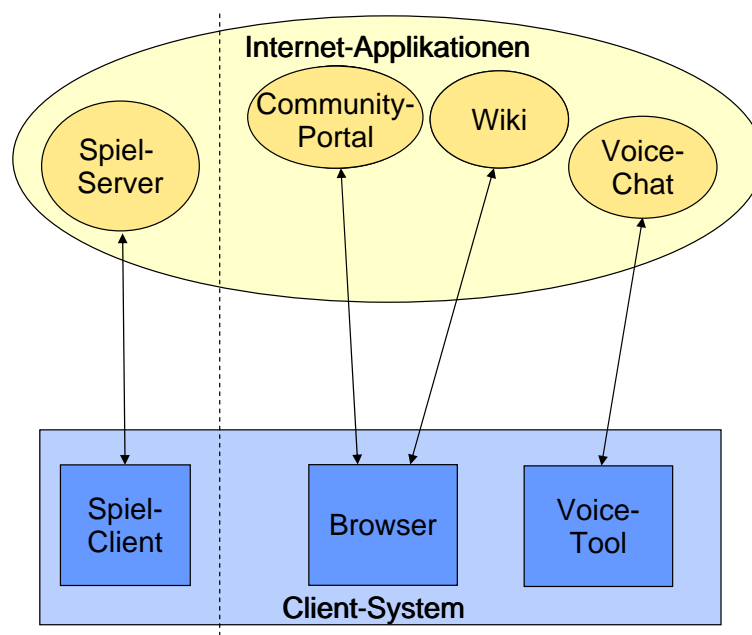 Internet-Applikationen
Community-
Portal
Wiki
Spiel-
Server
Voice-
Chat
Spiel-
Client
Browser
Voice-
Tool
Client-System